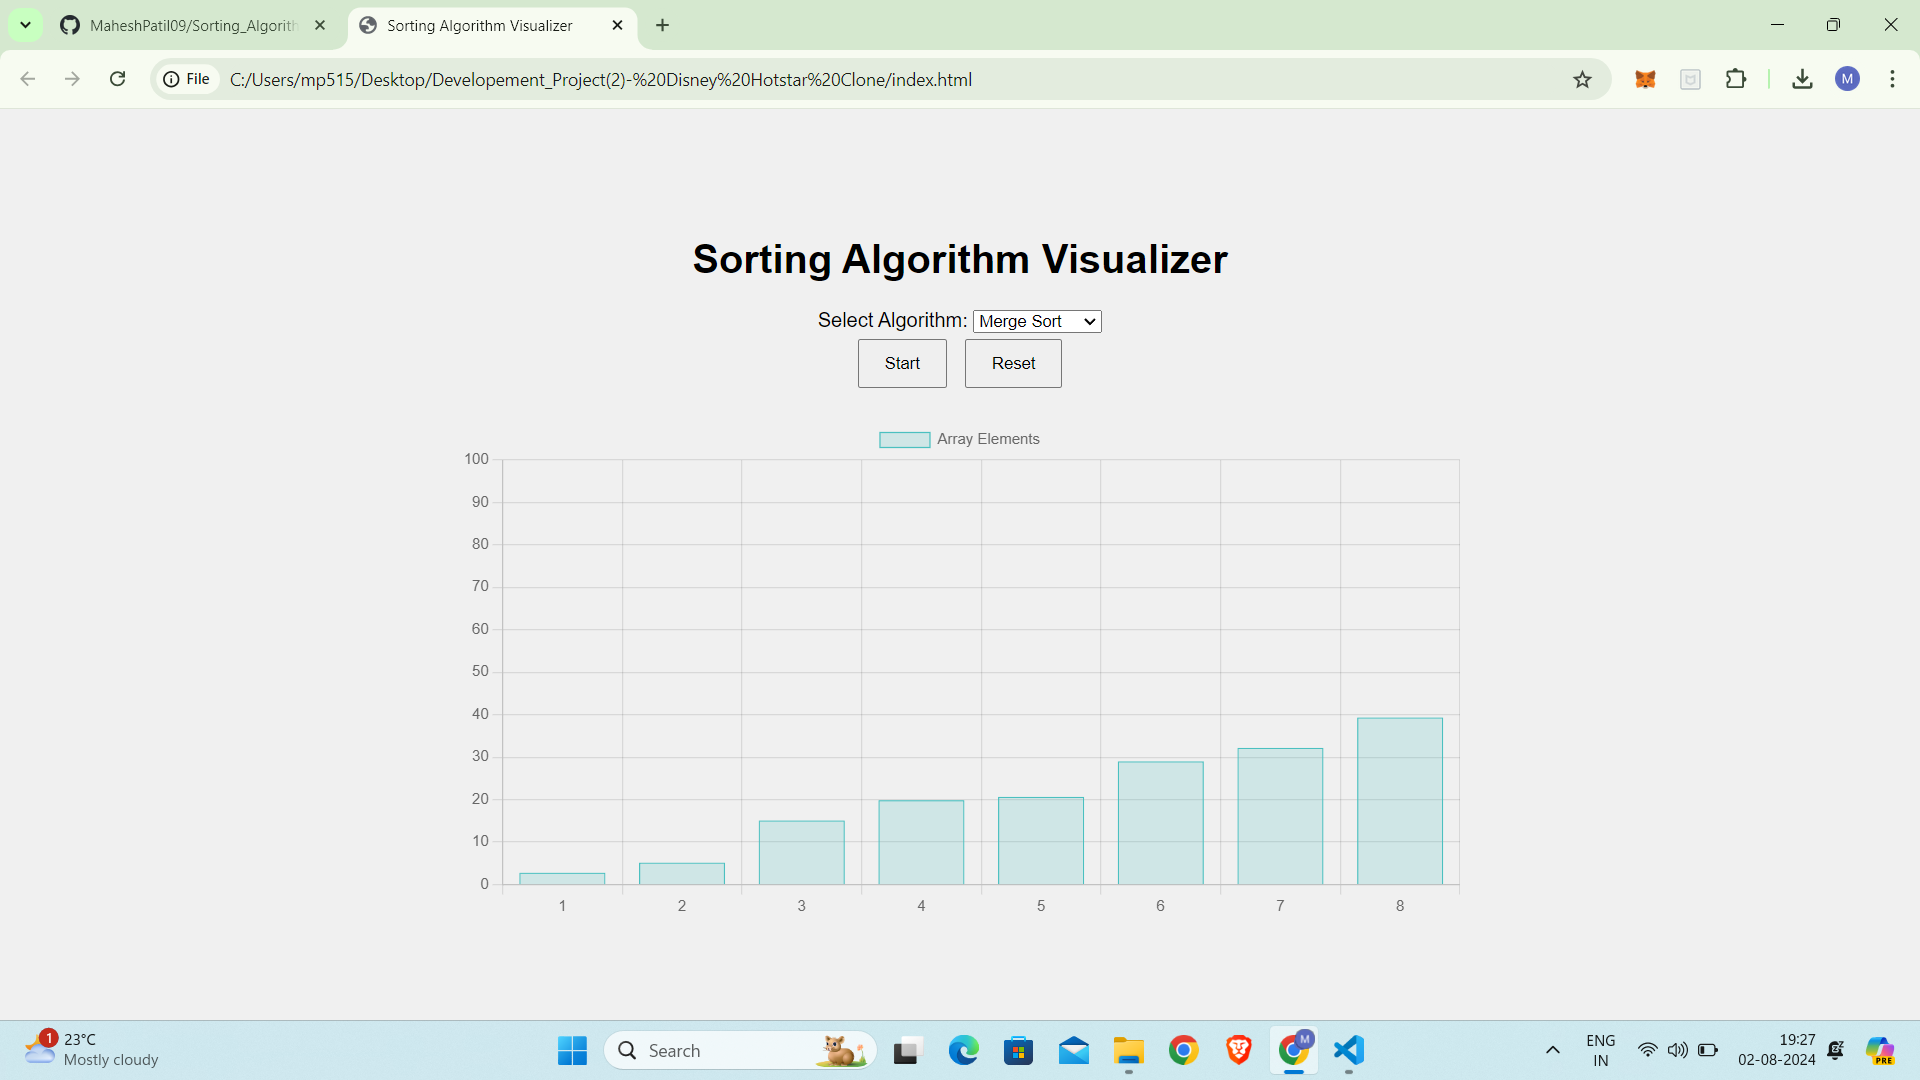 MaheshPatil09/Sorting_Algorith
Sorting Algorithm Visualizer
File
C:/Users/mp515/Desktop/Developement_Project(2)-%20Disney%20Hotstar%20Clone/index.html
M
Sorting Algorithm Visualizer
Select Algorithm: Merge Sort
Start Reset
Array Elements
100
90
80
70
60
50
40
30
20
10
0
1 2 3 4 5 6 7 8
1
23°C
Mostly cloudy
Search
M
ENG
IN
19:27
02-08-2024
PRE